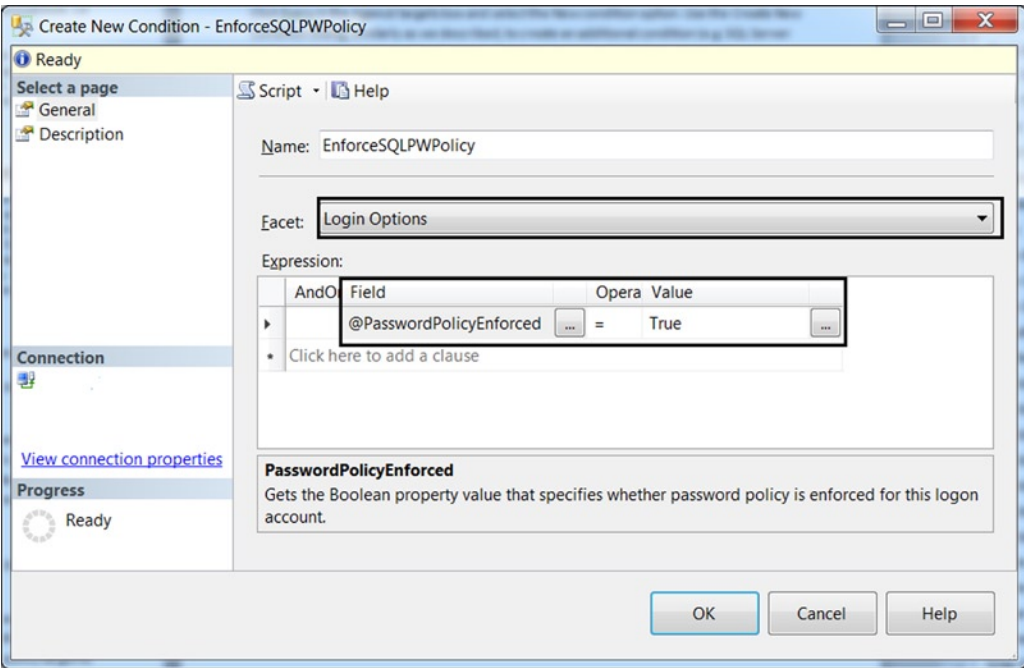 Create New Condition - EnforceSQLPWPolicy
Ready
Select a page
General
Description
Script
Help
Name: EnforceSQLPWPolicy
Facet: Login Options
Expression:
AndO Field Opera Value
@PasswordPolicyEnforced ... = True ...
Click here to add a clause
Connection
View connection properties
Progress
Ready
PasswordPolicyEnforced
Gets the Boolean property value that specifies whether password policy is enforced for this logon
account.
OK Cancel Help